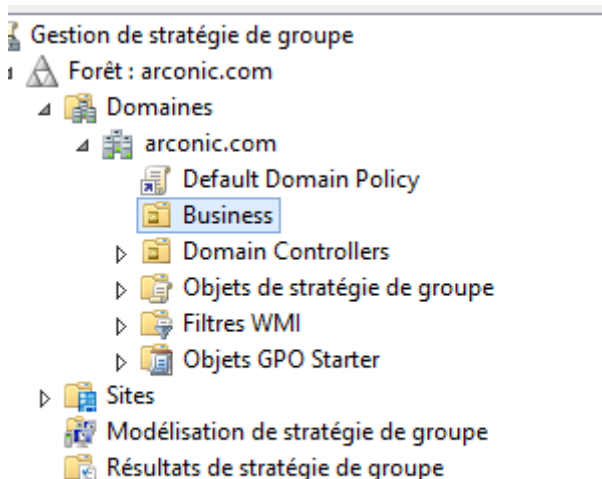 Gestion de stratégie de groupe
Forêt : arconic.com
Domaines
arconic.com
Default Domain Policy
Business
Domain Controllers
Objets de stratégie de groupe
Filtres WMI
Objets GPO Starter
Sites
Modélisation de stratégie de groupe
Résultats de stratégie de groupe